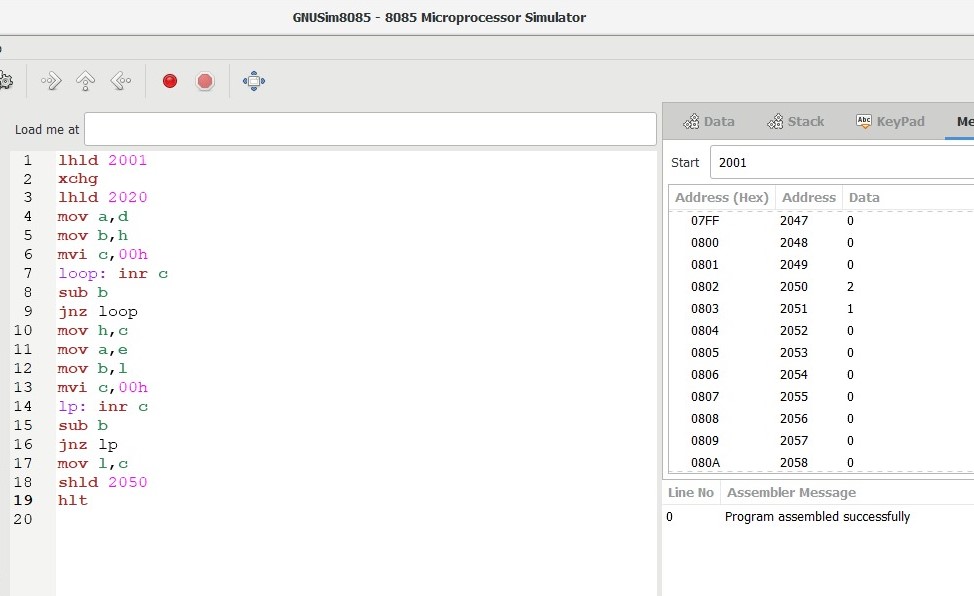 GNUSim8085 - 8085 Microprocessor Simulator
Load me at
1 lhld 2001
2 xchg
3 lhld 2020
4 mov a,d
5 mov b,h
6 mvi c,00h
7 loop: inr c
8 sub b
9 jnz loop
10 mov h,c
11 mov a,e
12 mov b,l
13 mvi c,00h
14 lp: inr c
15 sub b
16 jnz lp
17 mov l,c
18 shld 2050
19 hlt
20
Data Stack Abc KeyPad Me
Start 2001
Address (Hex) Address Data
07FF 2047 0
0800 2048 0
0801 2049 0
0802 2050 2
0803 2051 1
0804 2052 0
0805 2053 0
0806 2054 0
0807 2055 0
0808 2056 0
0809 2057 0
080A 2058 0
Line No Assembler Message
0 Program assembled successfully